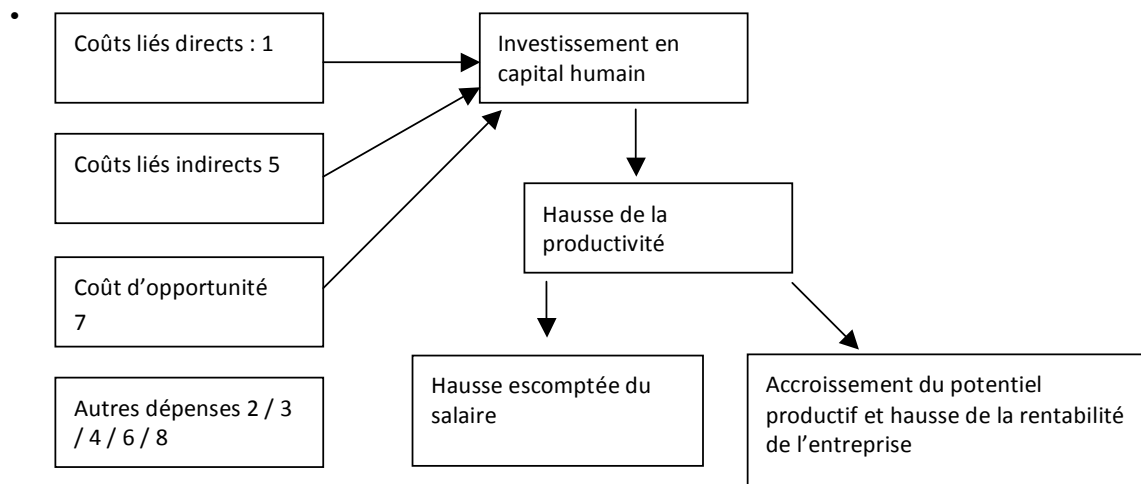 •
Coûts liés directs : 1
Investissement en
capital humain
Coûts liés indirects 5
Hausse de la
productivité
Coût d’opportunité
7
Hausse escomptée du
salaire
Accroissement du potentiel
productif et hausse de la rentabilité
de l’entreprise
Autres dépenses 2 / 3
/ 4 / 6 / 8